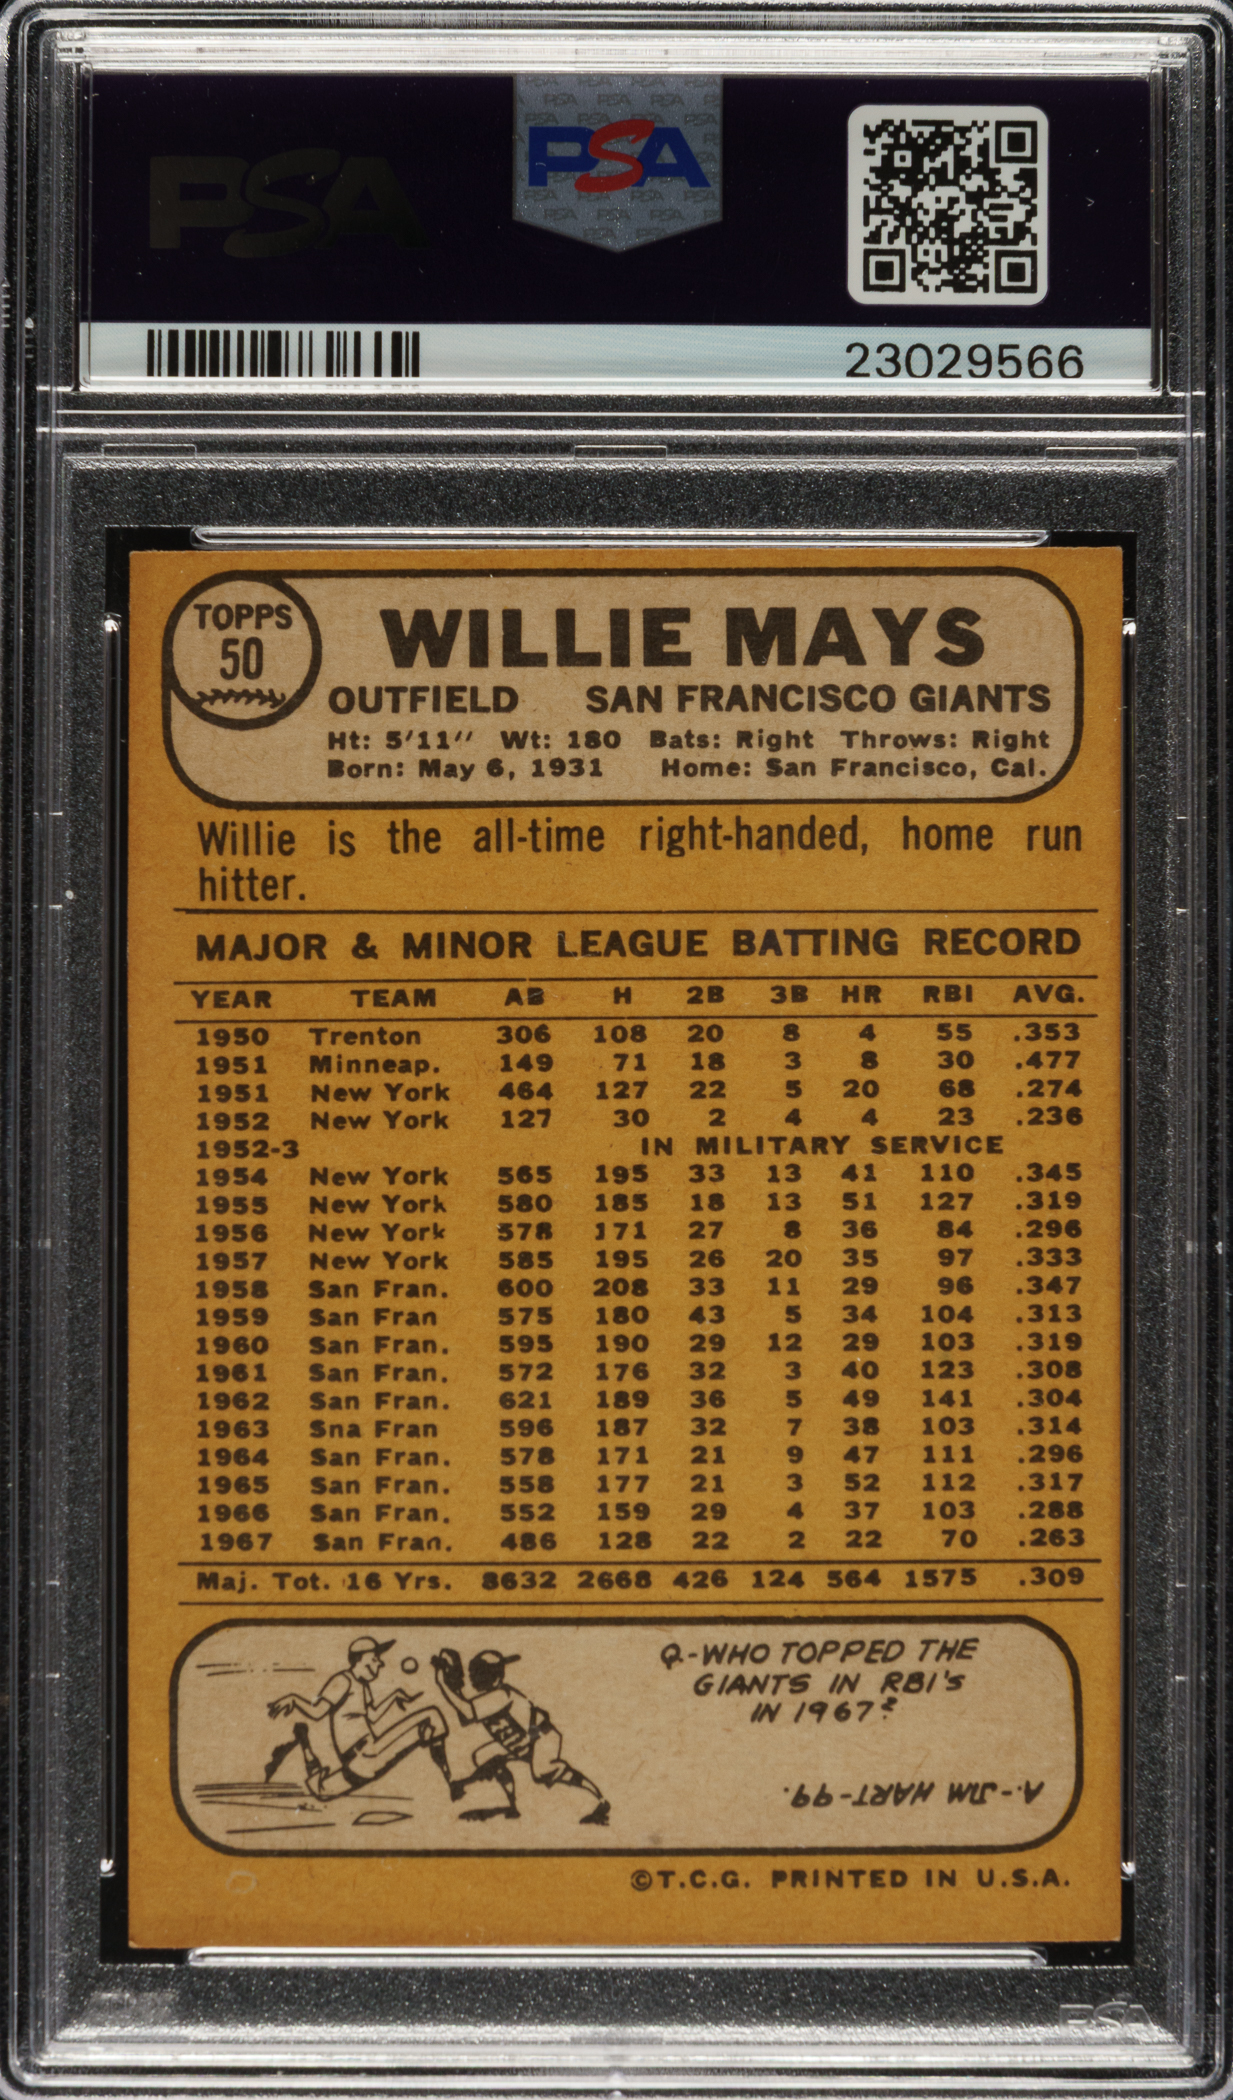 PSA
PSA
23029566
TOPPS
50
WILLIE MAYS
OUTFIELD SAN FRANCISCO GIANTS
Ht: 5'11" Wt: 180 Bats: Right Throws: Right
Born: May 6, 1931 Home: San Francisco, Cal.
Willie is the all-time right-handed, home run
hitter.
MAJOR & MINOR LEAGUE BATTING RECORD
YEAR TEAM AB H 2B 3B HR RBI AVG.
1950 Trenton 306 108 20 8 4 55 .353
1951 Minneap. 149 71 18 3 8 30 .477
1951 New York 464 127 22 5 20 68 .274
1952 New York 127 30 2 4 4 23 .236
1952-3 IN MILITARY SERVICE
1954 New York 565 195 33 13 41 110 .345
1955 New York 580 185 18 13 51 127 .319
1956 New York 578 171 27 8 36 84 .296
1957 New York 585 195 26 20 35 97 .333
1958 San Fran. 600 208 33 11 29 96 .347
1959 San Fran 575 180 43 5 34 104 .313
1960 San Fran. 595 190 29 12 29 103 .319
1961 San Fran. 572 176 32 3 40 123 .308
1962 San Fran. 621 189 36 5 49 141 .304
1963 Sna Fran 596 187 32 7 38 103 .314
1964 San Fran. 578 171 21 9 47 111 .296
1965 San Fran. 558 177 21 3 52 112 .317
1966 San Fran. 552 159 29 4 37 103 .288
1967 San Fran. 486 128 22 2 22 70 .263
Maj. Tot. 16 Yrs. 8632 2668 426 124 564 1575 .309
Q-WHO TOPPED THE
GIANTS IN RBI'S
IN 1967?
A.-JIM HART-99.
©T.C.G. PRINTED IN U.S.A.
PSA